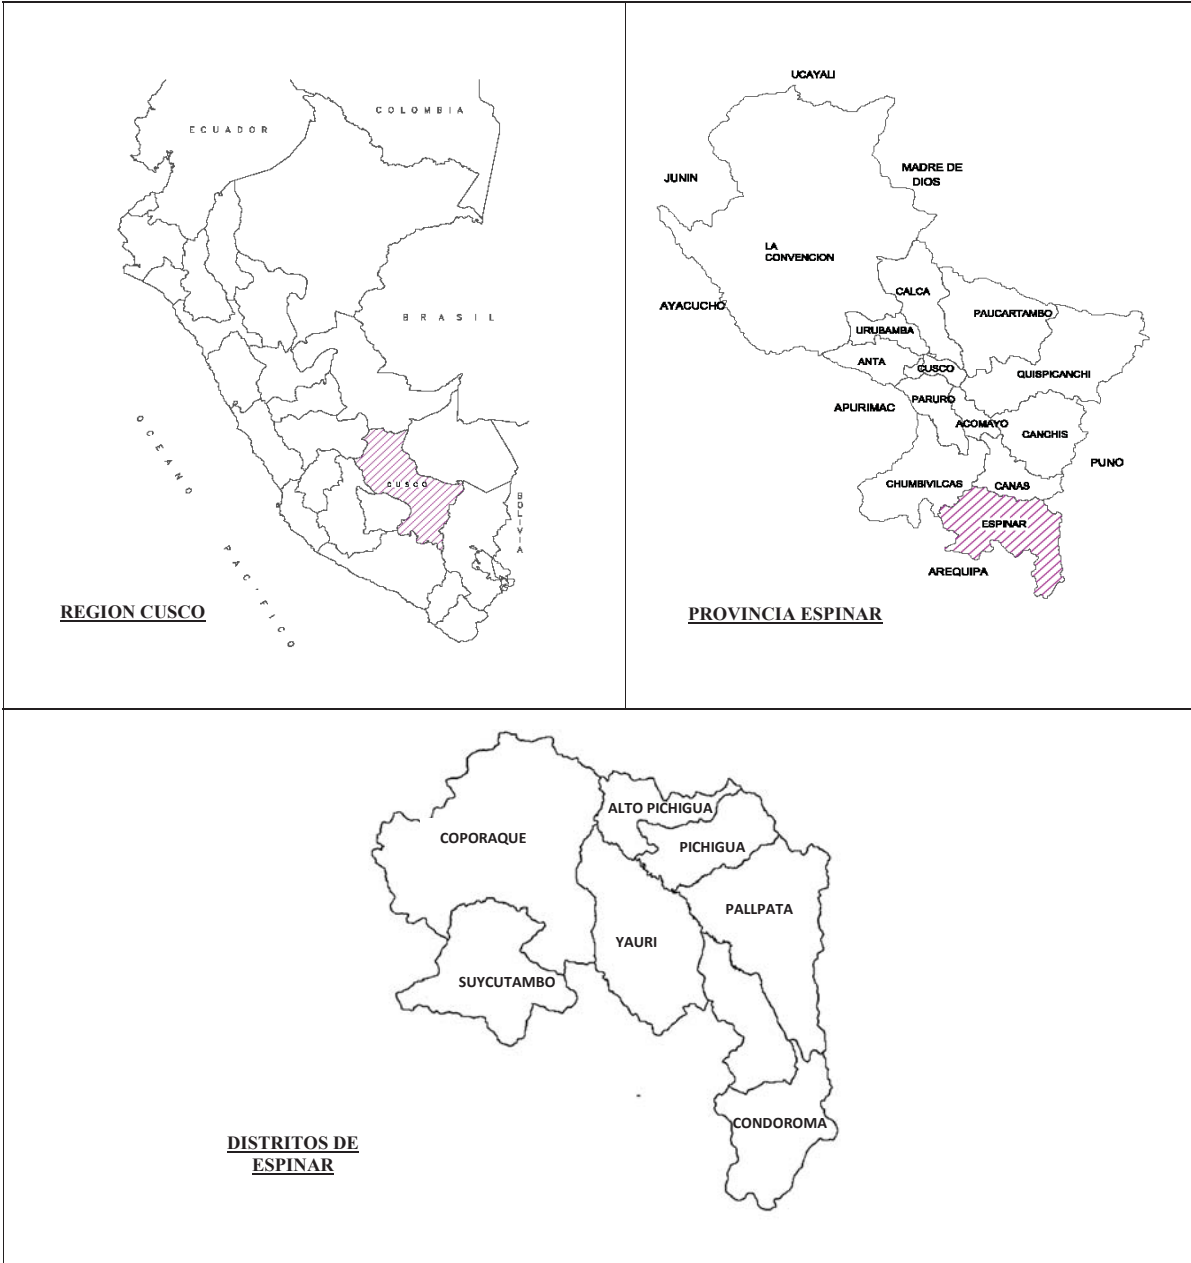 COLOMBIA
ECUADOR
BRASIL
OCEANO
PACIFICO
CUSCO
BOLIVIA
REGION CUSCO
UCAYALI
JUNIN
MADRE DE
DIOS
LA
CONVENCION
AYACUCHO
CALCA
PAUCARTAMBO
URUBAMBA
ANTA
CUSCO
QUISPICANCHI
APURIMAC
PARURO
ACOMAYO
CANCHIS
PUNO
CHUMBIVILCAS
CANAS
ESPINAR
AREQUIPA
PROVINCIA ESPINAR
ALTO PICHIGUA
COPORAQUE
PICHIGUA
PALLPATA
YAURI
SUYCUTAMBO
CONDOROMA
DISTRITOS DE
ESPINAR